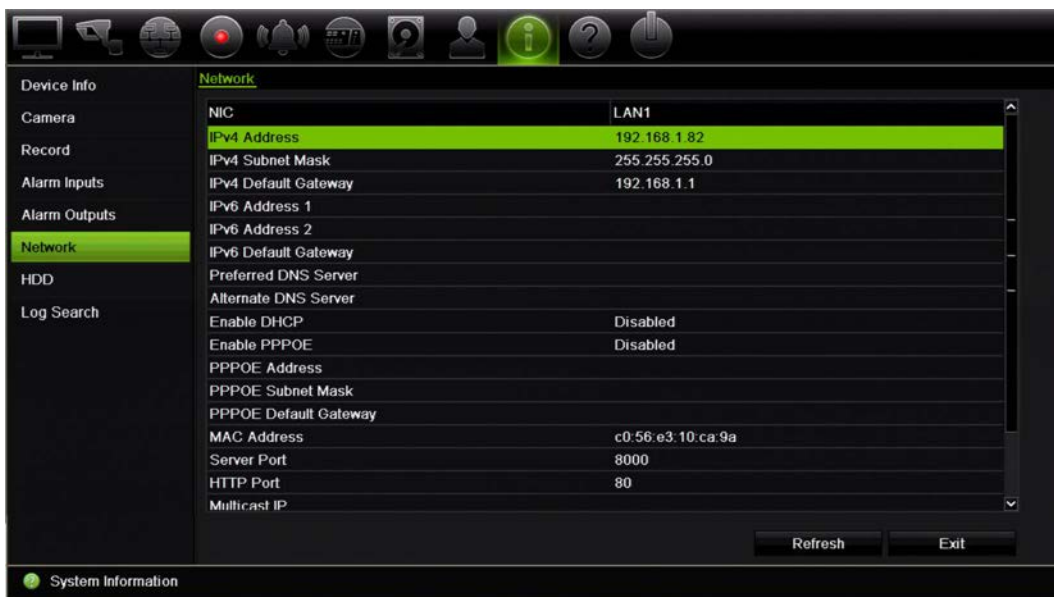 Network
Device Info
Camera
Record
Alarm Inputs
Alarm Outputs
Network
HDD
Log Search
NIC LAN1
IPv4 Address 192.168.1.82
IPv4 Subnet Mask 255.255.255.0
IPv4 Default Gateway 192.168.1.1
IPv6 Address 1
IPv6 Address 2
IPv6 Default Gateway
Preferred DNS Server
Alternate DNS Server
Enable DHCP Disabled
Enable PPPOE Disabled
PPPOE Address
PPPOE Subnet Mask
PPPOE Default Gateway
MAC Address c0:56:e3:10:ca:9a
Server Port 8000
HTTP Port 80
Multicast IP
Refresh Exit
System Information